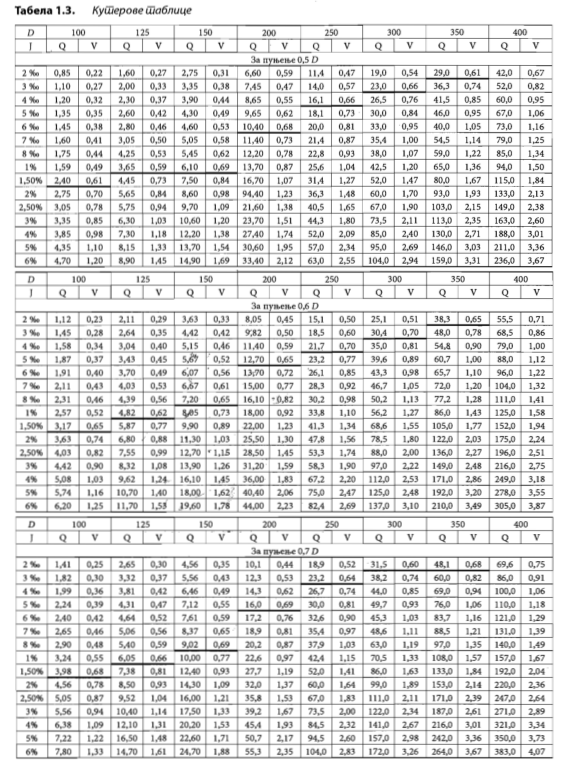 Табела 1.3. Кутерове таблице
D 100 125 150 200 300 350 400
J Q V Q V Q V Q V Q V Q V Q V Q V
За пуњење 0,5 D
2 ‰ 0,85 0,22 1,60 0,27 2,75 0,31 6,60 0,59 11,4 0,47 19,0 0,54 29,0 0,61 42,0 0,67
3 ‰ 1,10 0,27 2,00 0,33 3,35 0,38 7,45 0,47 14,0 0,57 23,0 0,66 36,3 0,74 52,0 0,82
4 ‰ 1,20 0,32 2,30 0,37 3,90 0,44 8,65 0,55 16,1 0,66 26,5 0,76 41,5 0,85 60,0 0,95
5 ‰ 1,35 0,35 2,60 0,42 4,30 0,49 9,65 0,62 18,1 0,73 30,0 0,84 46,0 0,95 67,0 1,06
6 ‰ 1,45 0,38 2,80 0,46 4,60 0,53 10,40 0,68 20,0 0,81 33,0 0,95 40,0 1,05 73,0 1,16
7 ‰ 1,60 0,41 3,05 0,50 5,05 0,58 11,40 0,73 21,4 0,87 35,4 1,00 54,5 1,14 79,0 1,25
8 ‰ 1,75 0,44 4,25 0,53 5,45 0,62 12,20 0,78 22,8 0,93 38,0 1,07 59,0 1,22 85,0 1,34
1% 1,59 0,49 3,65 0,59 6,10 0,69 13,70 0,87 25,6 1,04 42,5 1,20 65,0 1,36 94,0 1,50
1,50% 2,40 0,61 4,45 0,73 7,50 0,84 16,70 1,07 31,4 1,27 52,0 1,47 80,0 1,67 115,0 1,84
2% 2,75 0,70 5,65 0,84 8,60 0,98 94,40 1,23 36,3 1,48 60,0 1,70 93,0 1,93 133,0 2,13
2,50% 3,05 0,78 5,75 0,94 9,70 1,09 21,60 1,38 40,5 1,65 67,0 1,90 103,0 2,15 149,0 2,38
3% 3,35 0,85 6,30 1,03 10,60 1,20 23,70 1,51 44,3 1,80 73,5 2,11 113,0 2,35 163,0 2,60
4% 3,85 0,98 7,30 1,18 12,20 1,38 27,40 1,74 52,0 2,09 85,0 2,40 130,0 2,71 188,0 3,01
5% 4,35 1,10 8,15 1,33 13,70 1,54 30,60 1,95 57,0 2,34 95,0 2,69 146,0 3,03 211,0 3,36
6% 4,70 1,20 8,90 1,45 14,90 1,69 33,40 2,12 63,0 2,55 104,0 2,94 159,0 3,31 236,0 3,67
D 100 125 150 200 300 350 400
J Q V Q V Q V Q V Q V Q V Q V Q V
За пуњење 0,6 D
2 ‰ 1,12 0,23 2,11 0,29 3,63 0,33 8,05 0,45 15,1 0,50 25,1 0,51 38,3 0,65 55,5 0,71
3 ‰ 1,45 0,28 2,64 0,35 4,42 0,42 9,82 0,50 18,5 0,60 30,4 0,70 48,0 0,78 68,5 0,86
4 ‰ 1,58 0,34 3,04 0,40 5,15 0,46 11,40 0,59 21,7 0,70 35,0 0,81 54,8 0,90 79,0 1,00
5 ‰ 1,87 0,37 3,43 0,45 5,67 0,52 12,70 0,65 23,2 0,77 39,6 0,89 60,7 1,00 88,0 1,12
6 ‰ 1,91 0,40 3,70 0,49 6,07 0,56 13,70 0,72 26,1 0,85 43,3 0,98 65,7 1,10 96,0 1,22
7 ‰ 2,11 0,43 4,03 0,53 6,67 0,61 15,00 0,77 28,3 0,92 46,7 1,05 72,0 1,20 104,0 1,32
8 ‰ 2,31 0,46 4,39 0,56 7,20 0,65 16,10 0,82 30,2 0,98 50,2 1,13 77,2 1,28 111,0 1,41
1% 2,57 0,52 4,82 0,62 8,05 0,73 18,00 0,92 33,8 1,10 56,2 1,27 86,0 1,43 125,0 1,58
1,50% 3,17 0,65 5,87 0,77 9,90 0,89 22,00 1,23 41,3 1,34 68,6 1,55 105,0 1,77 152,0 1,94
2% 3,63 0,74 6,80 0,88 11,30 1,03 25,50 1,30 47,8 1,56 78,5 1,80 122,0 2,03 175,0 2,24
2,50% 4,03 0,82 7,55 0,99 12,70 1,15 28,50 1,45 53,3 1,74 88,0 2,00 136,0 2,27 196,0 2,51
3% 4,42 0,90 8,32 1,08 13,90 1,26 31,20 1,59 58,3 1,90 97,0 2,22 149,0 2,48 216,0 2,75
4% 5,08 1,03 9,62 1,24 16,10 1,45 36,00 1,83 67,2 2,20 112,0 2,53 171,0 2,86 249,0 3,18
5% 5,74 1,16 10,70 1,40 18,00 1,62 40,40 2,06 75,0 2,47 125,0 2,48 192,0 3,20 278,0 3,55
6% 6,20 1,25 11,70 1,53 19,60 1,78 44,00 2,23 82,4 2,69 137,0 3,10 210,0 3,49 305,0 3,87
D 100 125 150 200 300 350 400
J Q V Q V Q V Q V Q V Q V Q V Q V
За пуњење 0,7 D
2 ‰ 1,41 0,25 2,65 0,30 4,56 0,35 10,1 0,44 18,9 0,52 31,5 0,60 48,1 0,68 69,6 0,75
3 ‰ 1,82 0,30 3,32 0,37 5,56 0,43 12,3 0,53 23,2 0,64 38,2 0,74 60,0 0,82 86,0 0,91
4 ‰ 1,99 0,36 3,81 0,42 6,46 0,49 14,3 0,62 26,7 0,74 44,0 0,85 69,0 0,94 100,0 1,06
5 ‰ 2,24 0,39 4,31 0,47 7,12 0,55 16,0 0,69 30,0 0,81 49,7 0,93 76,0 1,06 110,0 1,18
6 ‰ 2,40 0,42 4,64 0,52 7,61 0,59 17,2 0,76 32,6 0,90 45,3 1,03 83,7 1,16 121,0 1,29
7 ‰ 2,65 0,46 5,06 0,56 8,37 0,65 18,9 0,81 35,4 0,97 48,6 1,11 88,5 1,21 131,0 1,39
8 ‰ 2,90 0,48 5,40 0,59 9,02 0,69 20,2 0,87 37,9 1,03 63,0 1,19 97,0 1,35 140,0 1,49
1% 3,24 0,55 6,05 0,66 10,00 0,77 22,6 0,97 42,4 1,15 70,5 1,33 108,0 1,57 157,0 1,67
1,50% 3,98 0,68 7,38 0,81 12,40 0,93 27,7 1,19 52,0 1,41 86,0 1,63 133,0 1,84 192,0 2,04
2% 4,56 0,78 8,50 0,93 14,30 1,09 32,0 1,37 60,0 1,64 99,0 1,89 153,0 2,14 220,0 2,36
2,50% 5,05 0,87 9,52 1,04 16,00 1,21 35,8 1,53 67,0 1,83 111,0 2,11 171,0 2,39 247,0 2,64
3% 5,56 0,94 10,40 1,14 17,50 1,33 39,2 1,67 73,5 2,00 122,0 2,34 187,0 2,61 271,0 2,89
4% 6,38 1,09 12,10 1,31 20,20 1,53 45,4 1,93 84,5 2,32 141,0 2,67 216,0 3,01 321,0 3,34
5% 7,22 1,22 16,50 1,48 22,60 1,71 50,7 2,17 94,5 2,60 157,0 2,98 242,0 3,36 350,0 3,73
6% 7,80 1,33 14,70 1,61 24,70 1,88 55,3 2,35 104,0 2,83 172,0 3,26 264,0 3,67 383,0 4,07